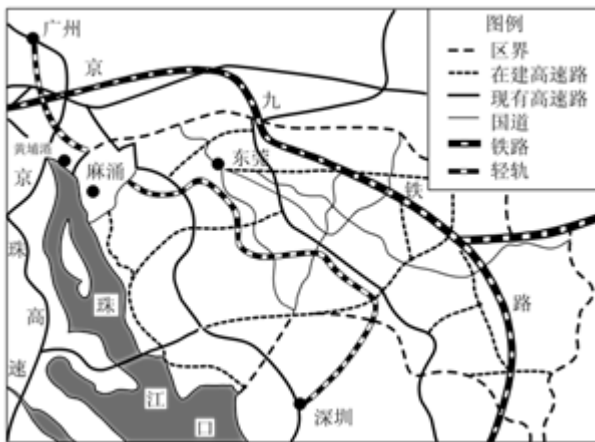 广州
京
九
铁
路
黄埔港
麻涌
东莞
京
珠
高
速
珠
江
口
深圳
图例
区界
在建高速路
现有高速路
国道
铁路
轻轨